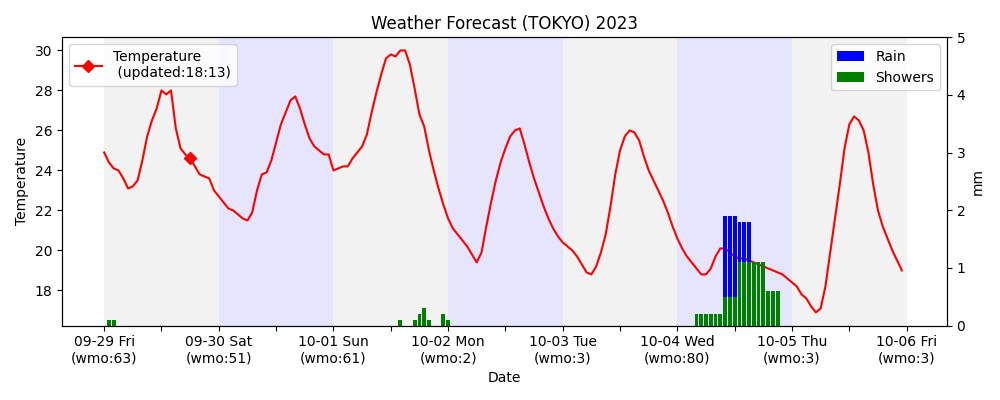 Weather Forecast (TOKYO) 2023
Temperature
(updated:18:13)
Rain
Showers
30
28
26
24
22
20
18
Temperature
5
4
3
2
1
0
mm
09-29 Fri
(wmo:63)
09-30 Sat
(wmo:51)
10-01 Sun
(wmo:61)
10-02 Mon
(wmo:2)
10-03 Tue
(wmo:3)
10-04 Wed
(wmo:80)
10-05 Thu
(wmo:3)
10-06 Fri
(wmo:3)
Date